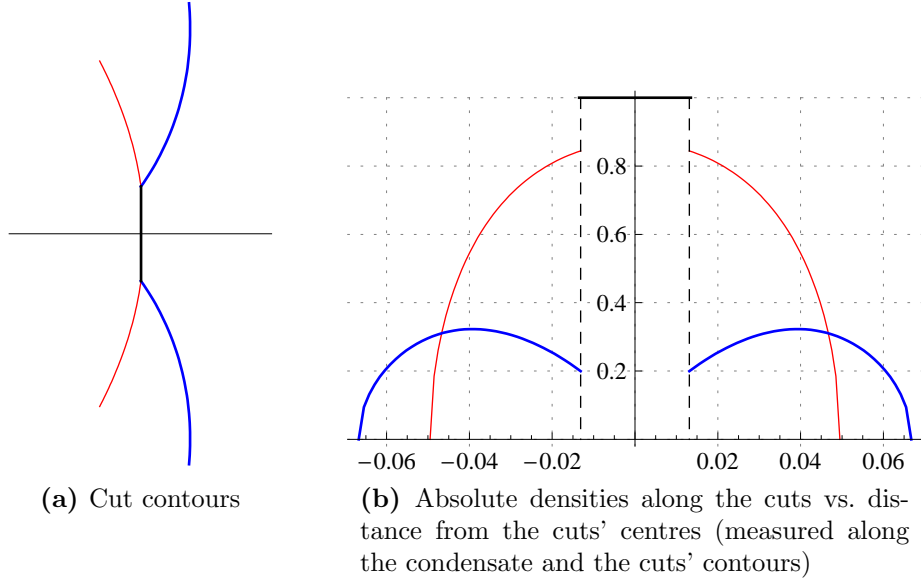 0.8
0.6
0.4
0.2
−0.06 −0.04 −0.02 0.02 0.04 0.06
(a) Cut contours
(b) Absolute densities along the cuts vs. dis-
tance from the cuts’ centres (measured along
the condensate and the cuts’ contours)